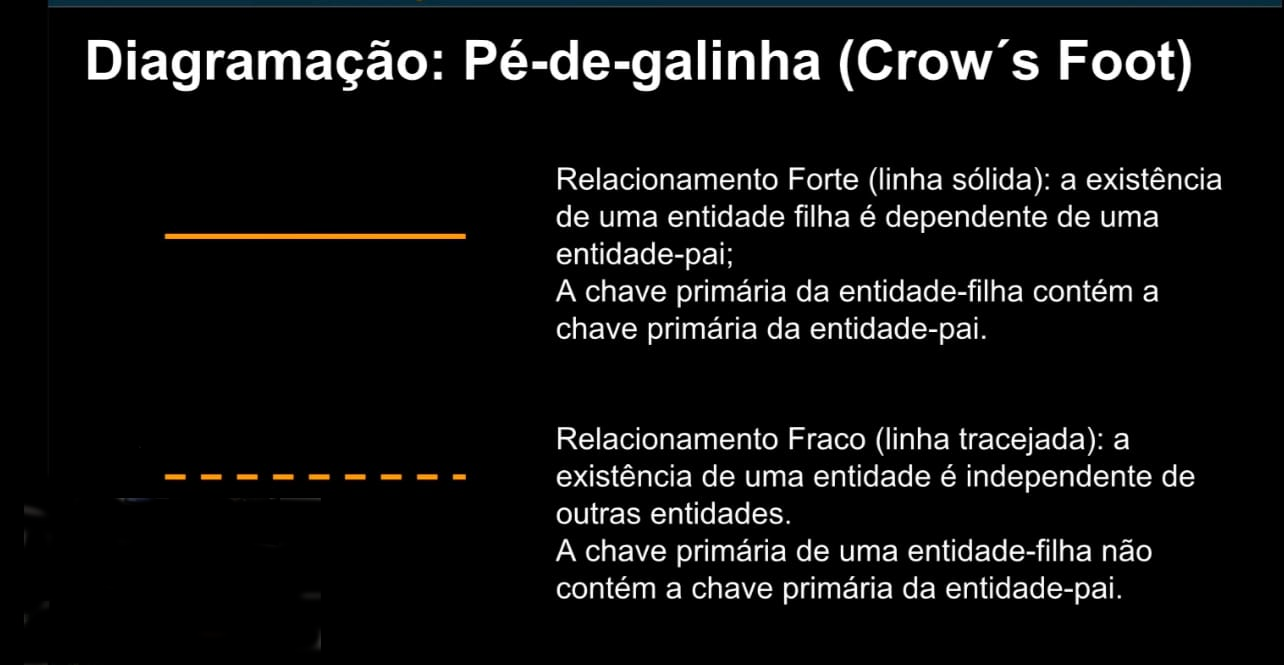 Diagramação: Pé-de-galinha (Crow´s Foot)
Relacionamento Forte (linha sólida): a existência
de uma entidade filha é dependente de uma
entidade-pai;
A chave primária da entidade-filha contém a
chave primária da entidade-pai.
Relacionamento Fraco (linha tracejada): a
existência de uma entidade é independente de
outras entidades.
A chave primária de uma entidade-filha não
contém a chave primária da entidade-pai.